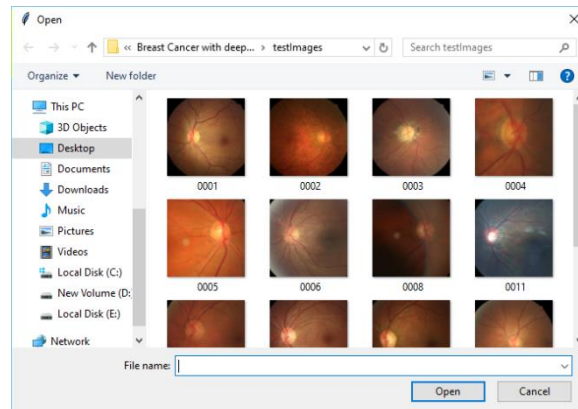 Open
« Breast Cancer with deep... › testImages
Search testImages
Organize
New folder
This PC
3D Objects
Desktop
Documents
Downloads
Music
Pictures
Videos
Local Disk (C:)
New Volume (D:
Local Disk (E:)
Network
0001
0002
0003
0004
0005
0006
0008
0011
File name:
Open
Cancel